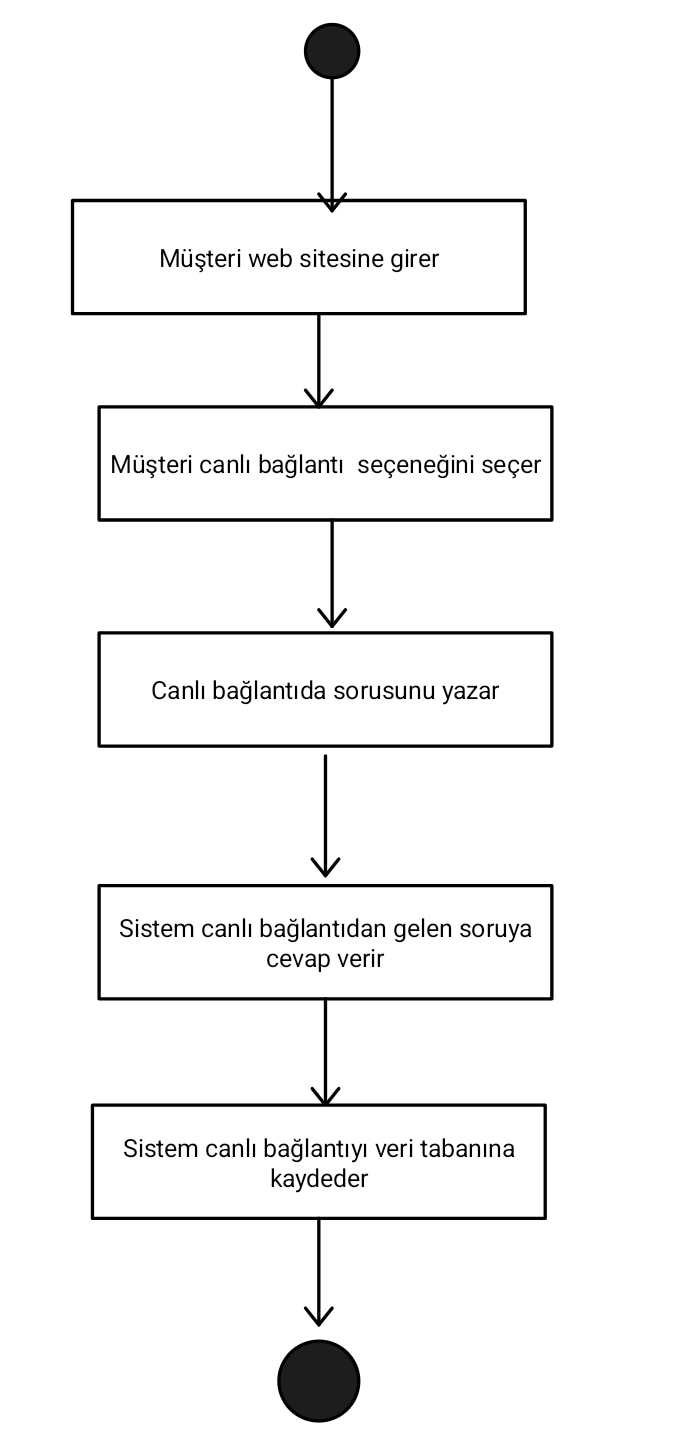 Müşteri web sitesine girer
Müşteri canlı bağlantı  seçeneğini seçer
Canlı bağlantıda sorusunu yazar
Sistem canlı bağlantıdan gelen soruya
cevap verir
Sistem canlı bağlantıyı veri tabanına
kaydeder